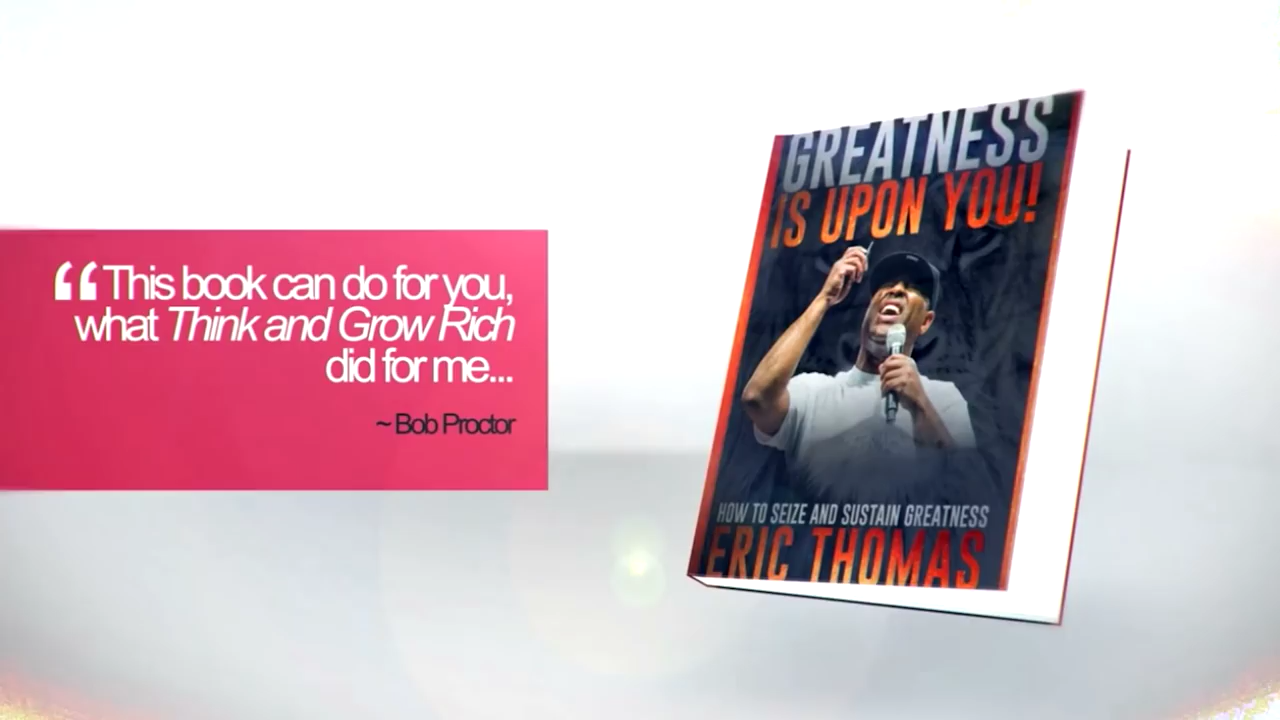 “This book can do for you,
what Think and Grow Rich
did for me...
~ Bob Proctor
GREATNESS
IS UPON YOU!
HOW TO SEIZE AND SUSTAIN GREATNESS
ERIC THOMAS